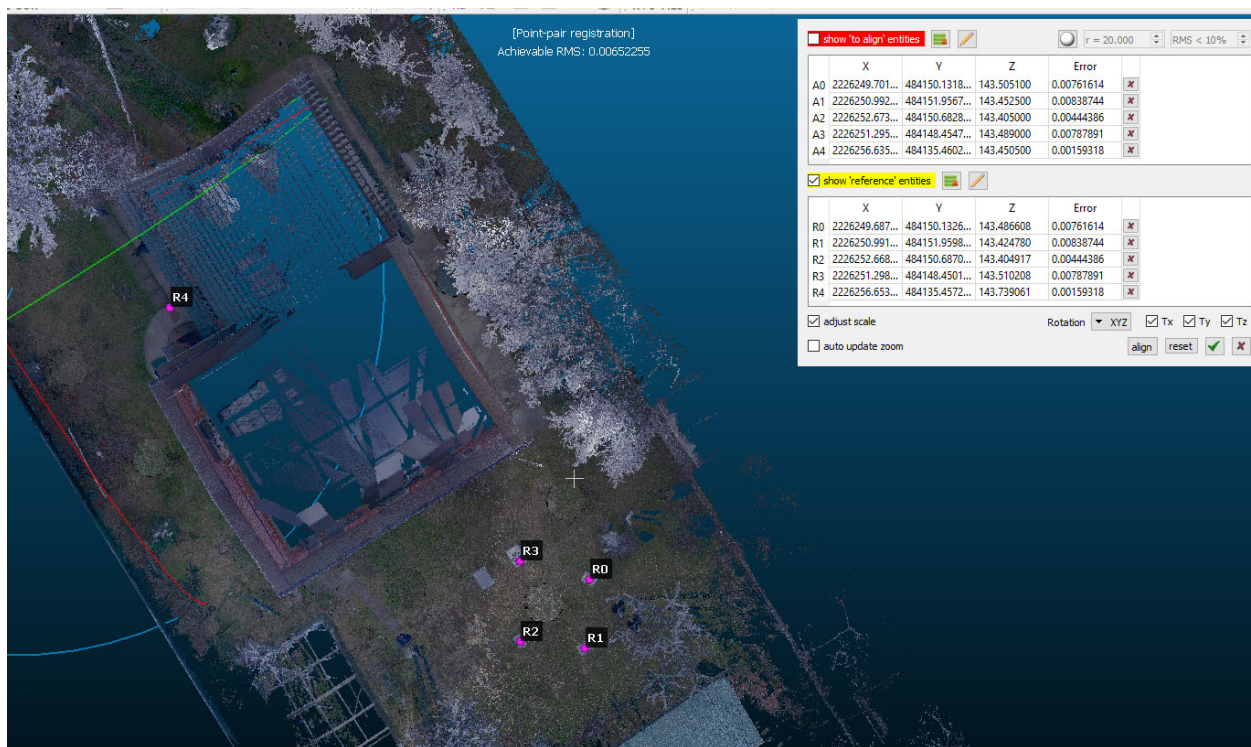 [Point-pair registration]
Achievable RMS: 0.00652255
show 'to align' entities r = 20.000 RMS < 10%
X Y Z Error
A0 2226249.701... 484150.1318... 143.505100 0.00761614
A1 2226250.992... 484151.9567... 143.452500 0.00838744
A2 2226252.673... 484150.6828... 143.405000 0.00444386
A3 2226251.295... 484148.4547... 143.489000 0.00787891
A4 2226256.635... 484135.4602... 143.450500 0.00159318
show 'reference' entities
X Y Z Error
R0 2226249.687... 484150.1326... 143.486608 0.00761614
R1 2226250.991... 484151.9598... 143.424780 0.00838744
R2 2226252.668... 484150.6870... 143.404917 0.00444386
R3 2226251.298... 484148.4501... 143.510208 0.00787891
R4 2226256.653... 484135.4572... 143.739061 0.00159318
adjust scale Rotation XYZ Tx Ty Tz
auto update zoom align reset
R4
R3
R0
R2
R1